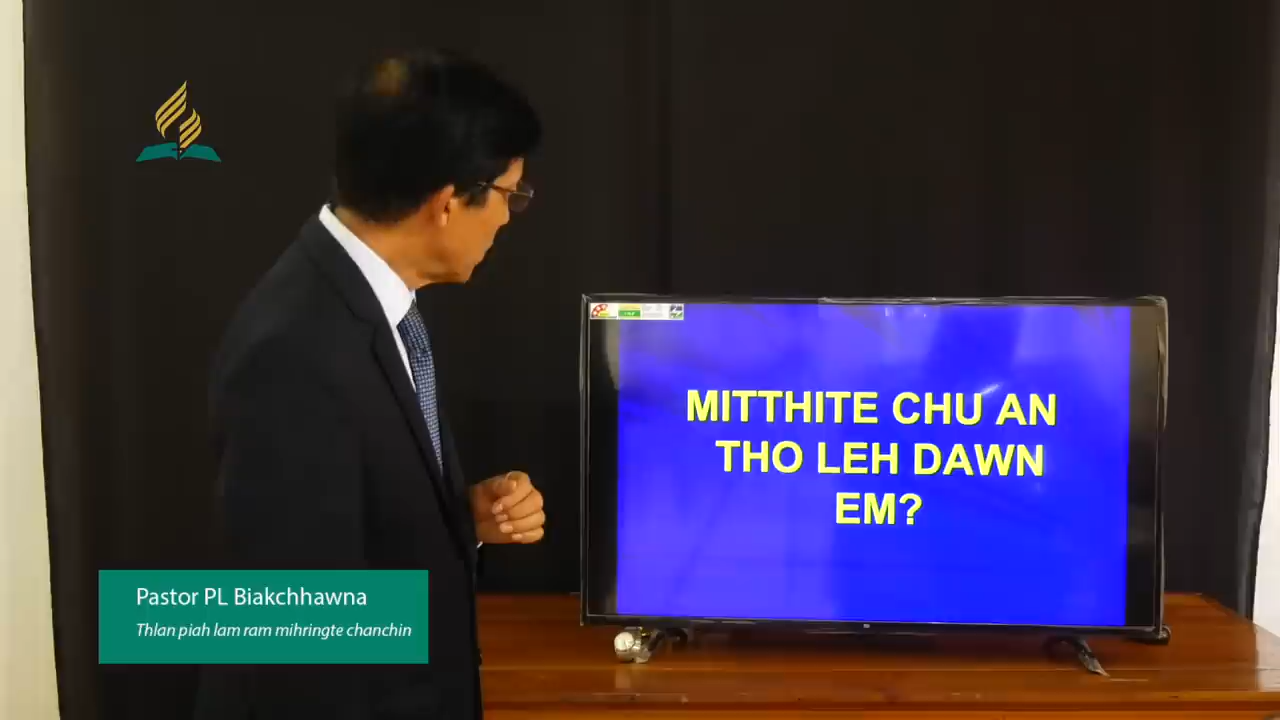 MITTHITE CHU AN
THO LEH DAWN
EM?
Pastor PL Biakchhawna
Thlan piah lam ram mihringte chanchin